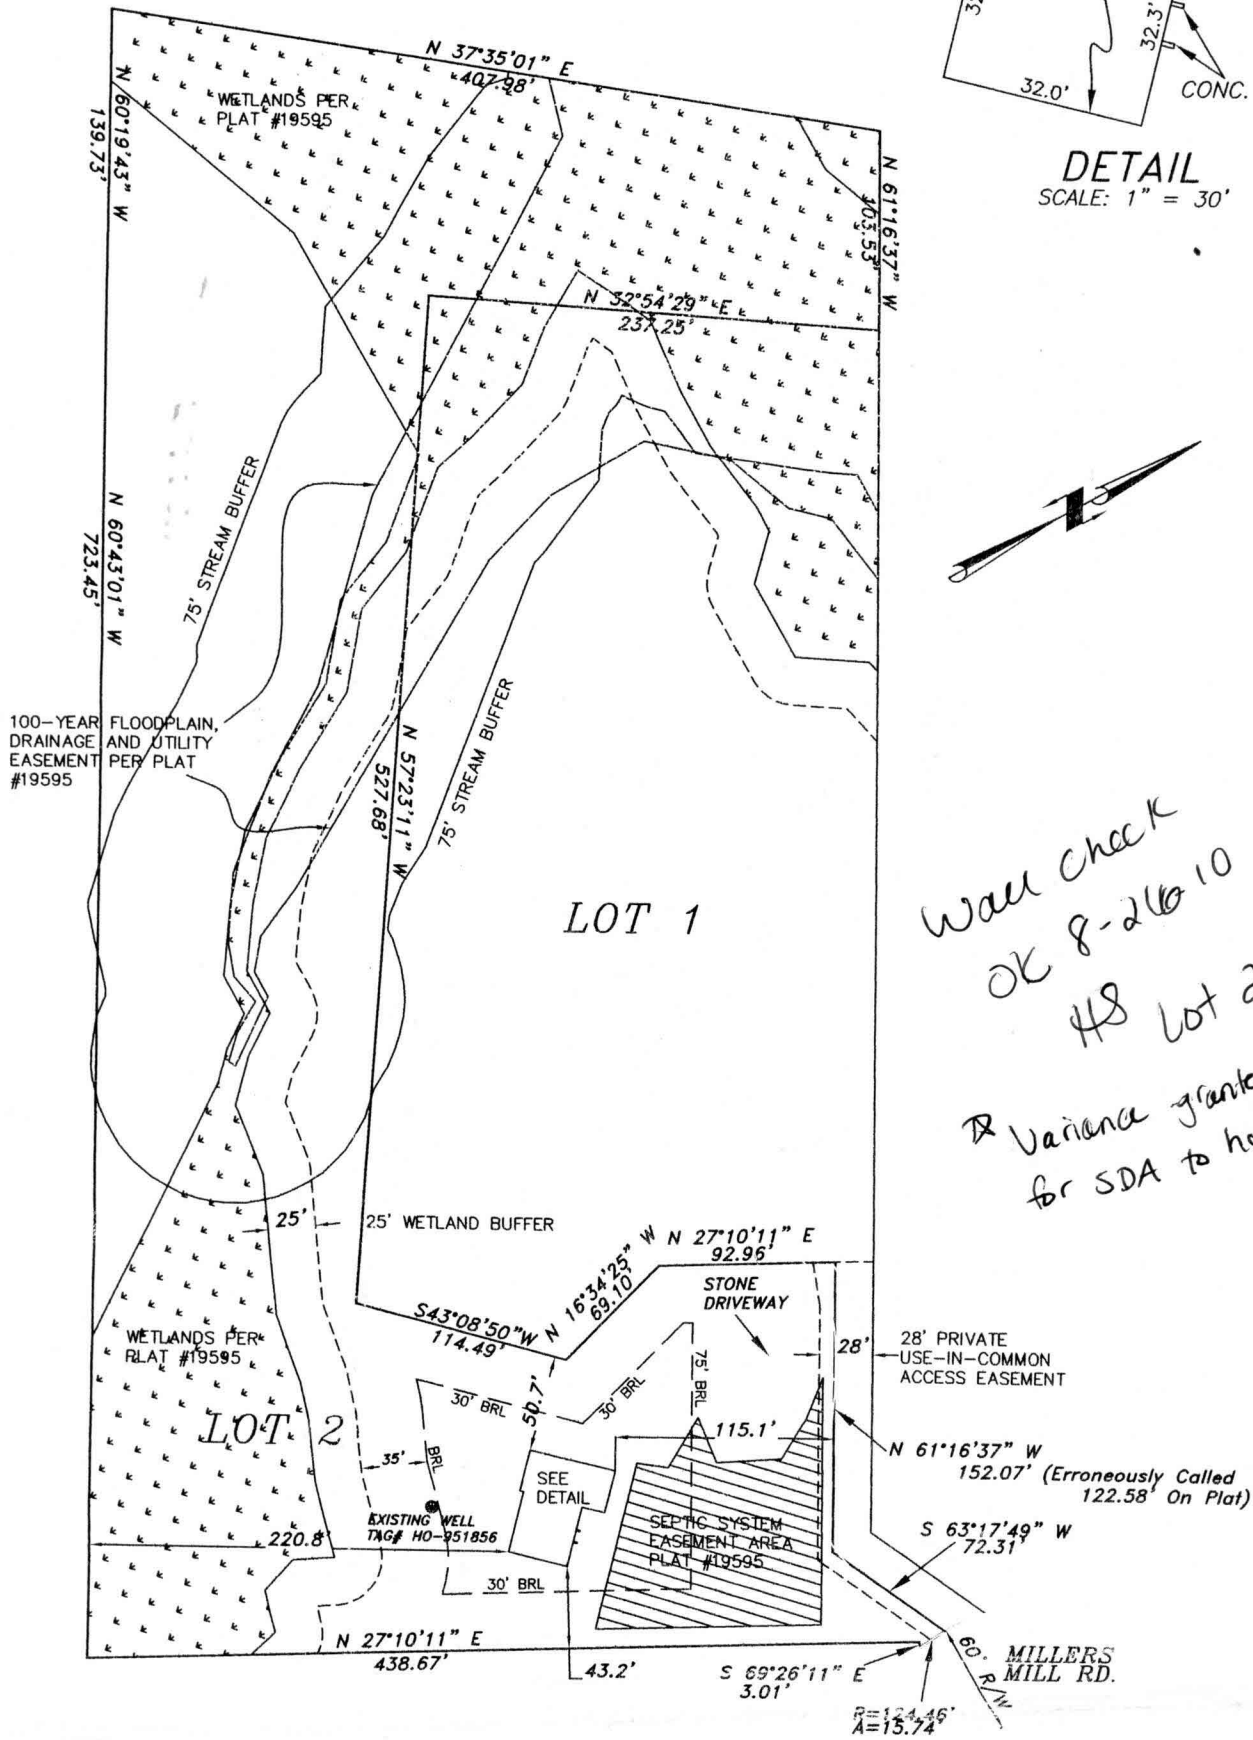 N 37°35'01" E
407.98'
WETLANDS PER
PLAT #19595
N 60°19'43" W
139.73'
N 61°16'37" W
103.53'
32.3'
CONC.
32.0'
DETAIL
SCALE: 1" = 30'
N 32°54'29" E
237.25'
75' STREAM BUFFER
N 60°43'01" W
723.45'
100-YEAR FLOODPLAIN,
DRAINAGE AND UTILITY
EASEMENT PER PLAT
#19595
N 57°23'11" W
527.68'
75' STREAM BUFFER
LOT 1
Wall check
OK
HS Lot 2
Variance
for SDA to
25'
25' WETLAND BUFFER
N 27°10'11" E
92.96'
N 16°34'25" W
69.10'
S43°08'50"W
114.49'
STONE
DRIVEWAY
28'
28' PRIVATE
USE-IN-COMMON
ACCESS EASEMENT
WETLANDS PER
PLAT #19595
LOT 2
30' BRL
50.7'
30' BRL
75' BRL
115.1'
35'
BRL
SEE
DETAIL
N 61°16'37" W
152.07' (Erroneously Called
122.58' On Plat)
EXISTING WELL
TAG# HO-951856
SEPTIC SYSTEM
EASEMENT AREA
PLAT #19595
S 63°17'49" W
72.31'
220.8'
30' BRL
N 27°10'11" E
438.67'
43.2'
S 69°26'11" E
3.01'
60' R/W
MILLERS
MILL RD.
R=124.46'
A=15.74'